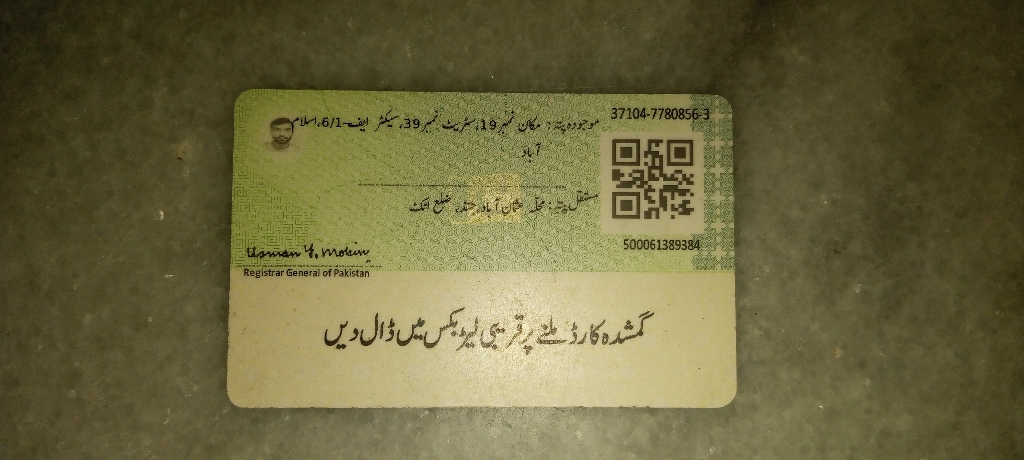 37104-7780856-3
موجودہ پتہ: مکان نمبر 19، سٹریٹ نمبر 39، سیکٹر ایف-6/1، اسلام
آباد
مستقل پتہ: محلہ عثمان آباد، حضرو، ضلع اٹک
500061389384
Usman Y. Mobin
Registrar General of Pakistan
گمشدہ کارڈ ملنے پر قریبی لیٹر بکس میں ڈال دیں